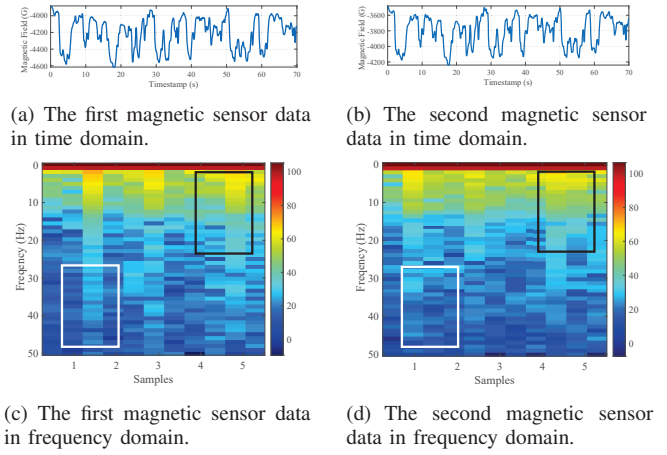 -4000
-4200
-4400
-4600
Magnetic Field (G)
0 10 20 30 40 50 60 70
Timestamp (s)
-3600
-3800
-4000
-4200
Magnetic Field (G)
0 10 20 30 40 50 60 70
Timestamp (s)
(a) The first magnetic sensor data
in time domain.
(b) The second magnetic sensor
data in time domain.
0
10
20
30
40
50
Freqency (Hz)
1 2 3 4 5
Samples
100
80
60
40
20
0
0
10
20
30
40
50
Freqency (Hz)
1 2 3 4 5
Samples
100
80
60
40
20
0
(c) The first magnetic sensor data
in frequency domain.
(d) The second magnetic sensor
data in frequency domain.